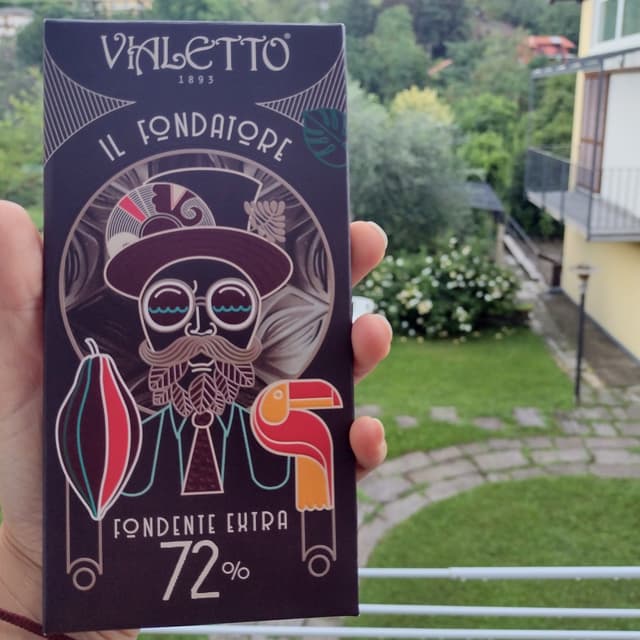 VIALETTO®
1893
IL FONDATORE
FONDENTE EXTRA
72%